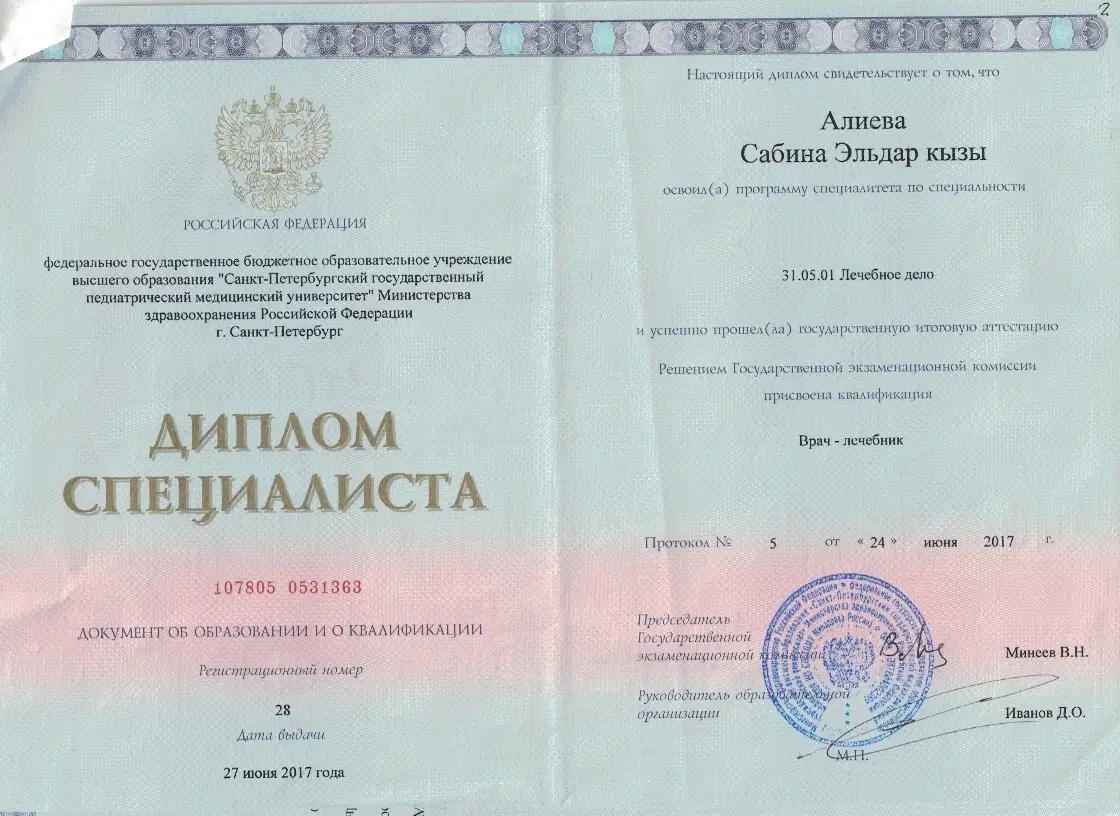 РОССИЙСКАЯ ФЕДЕРАЦИЯ
федеральное государственное бюджетное образовательное учреждение
высшего образования "Санкт-Петербургский государственный
педиатрический медицинский университет" Министерства
здравоохранения Российской Федерации
г. Санкт-Петербург
ДИПЛОМ
СПЕЦИАЛИСТА
107805 0531363
ДОКУМЕНТ ОБ ОБРАЗОВАНИИ И О КВАЛИФИКАЦИИ
Регистрационный номер
28
Дата выдачи
27 июня 2017 года
2
Настоящий диплом свидетельствует о том, что
Алиева
Сабина Эльдар кызы
освоил(а) программу специалитета по специальности
31.05.01 Лечебное дело
и успешно прошел(ла) государственную итоговую аттестацию
Решением Государственной экзаменационной комиссии
присвоена квалификация
Врач - лечебник
Протокол № 5 от « 24 » июня 2017 г.
Председатель
Государственной
экзаменационной комиссии Минеев В.Н.
Руководитель образовательной
организации Иванов Д.О.
М.П.